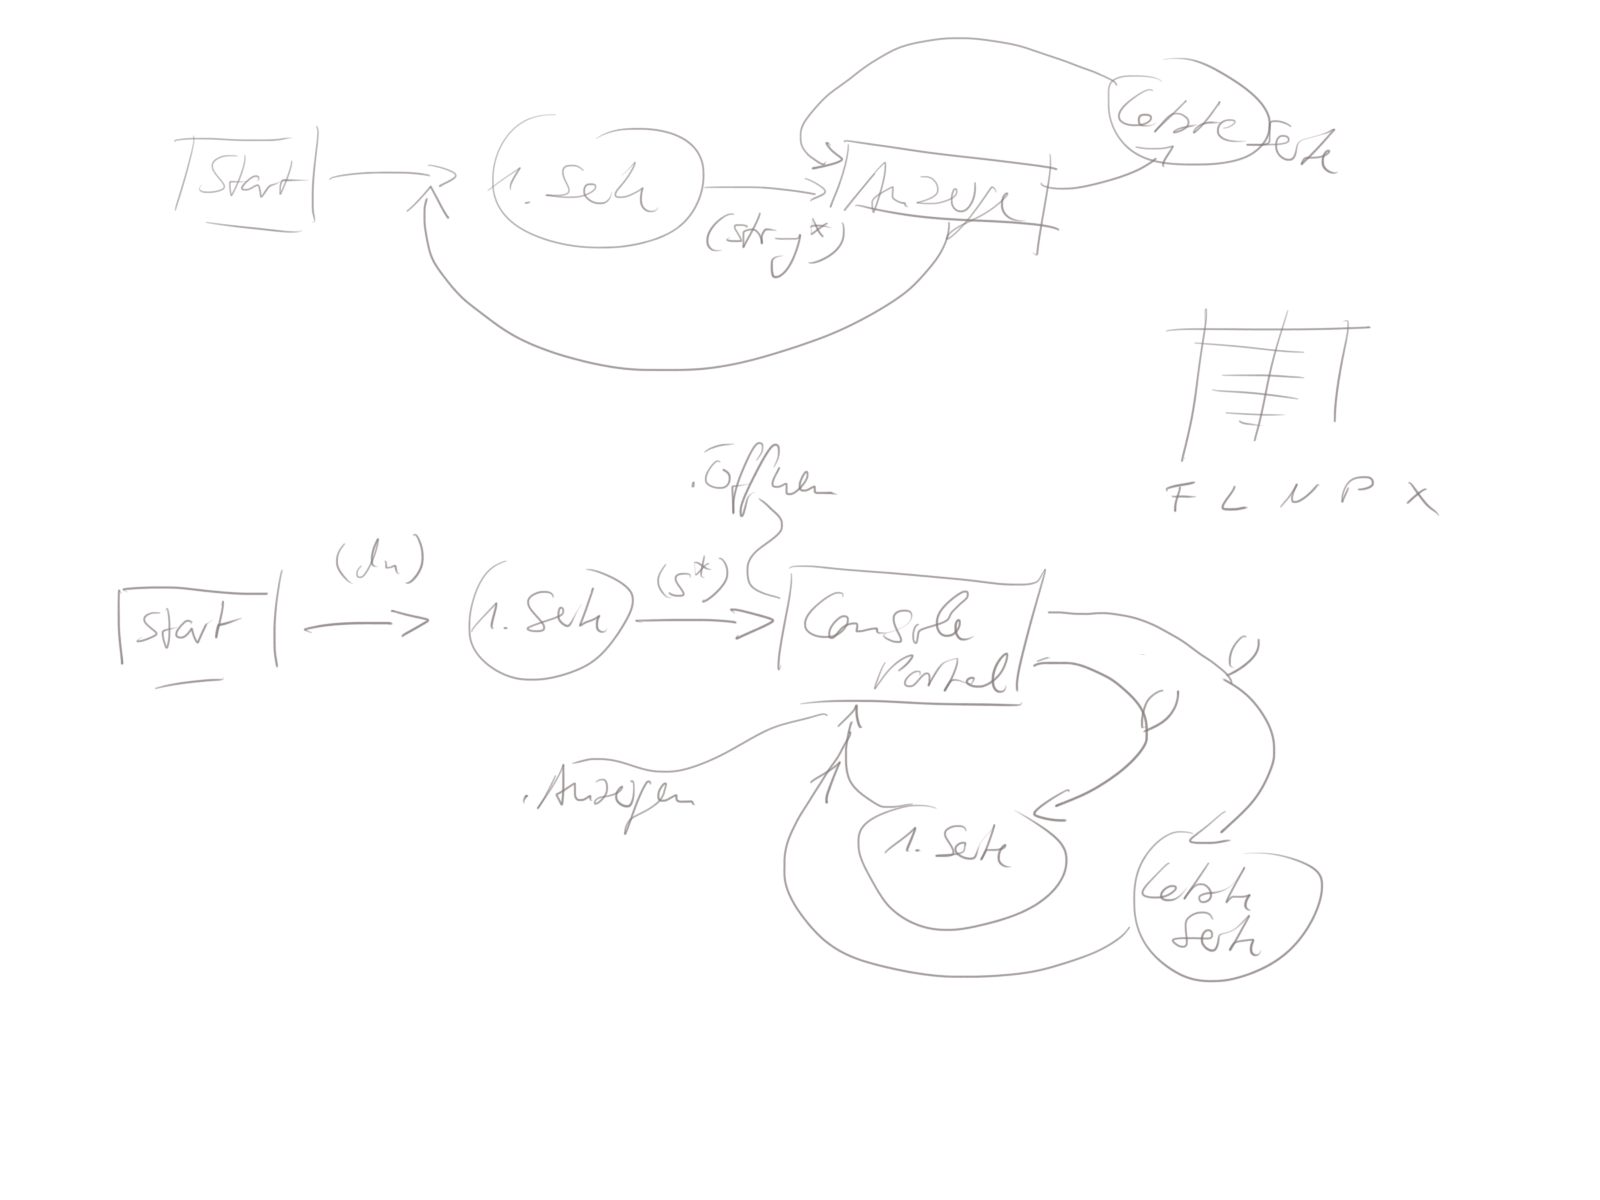 Letzte Seite
Start
1. Seite
Anzeige
(string*)
F L N P X
.Öffnen
(dn)
(s*)
Start
1. Seite
Console
Portal
()
()
.Anzeigen
1. Seite
Letzte
Seite